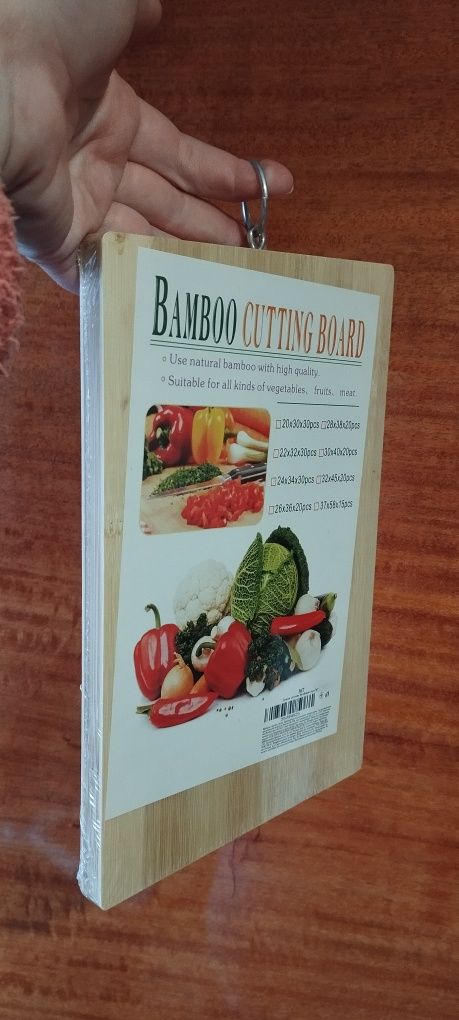 BAMBOO CUTTING BOARD
Use natural bamboo with high quality.
Suitable for all kinds of vegetables, fruits, meat.
20x30x30pcs 28x38x20pcs
22x32x30pcs 30x40x20pcs
24x34x30pcs 32x45x20pcs
26x36x20pcs 37x58x15pcs